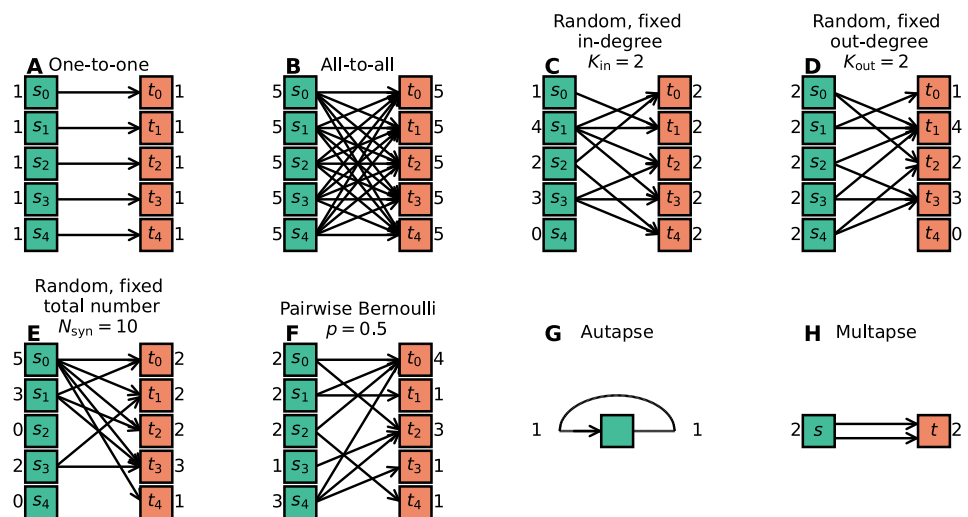 A One-to-one
1 s0 t0 1
1 s1 t1 1
1 s2 t2 1
1 s3 t3 1
1 s4 t4 1
B All-to-all
5 s0 t0 5
5 s1 t1 5
5 s2 t2 5
5 s3 t3 5
5 s4 t4 5
Random, fixed
in-degree
C Kin = 2
1 s0 t0 2
4 s1 t1 2
2 s2 t2 2
3 s3 t3 2
0 s4 t4 2
Random, fixed
out-degree
D Kout = 2
2 s0 t0 1
2 s1 t1 4
2 s2 t2 2
2 s3 t3 3
2 s4 t4 0
Random, fixed
total number
E Nsyn = 10
5 s0 t0 2
3 s1 t1 2
0 s2 t2 2
2 s3 t3 3
0 s4 t4 1
Pairwise Bernoulli
F p = 0.5
2 s0 t0 4
2 s1 t1 1
2 s2 t2 3
1 s3 t3 1
3 s4 t4 1
G Autapse
1 1
H Multapse
2 s t 2